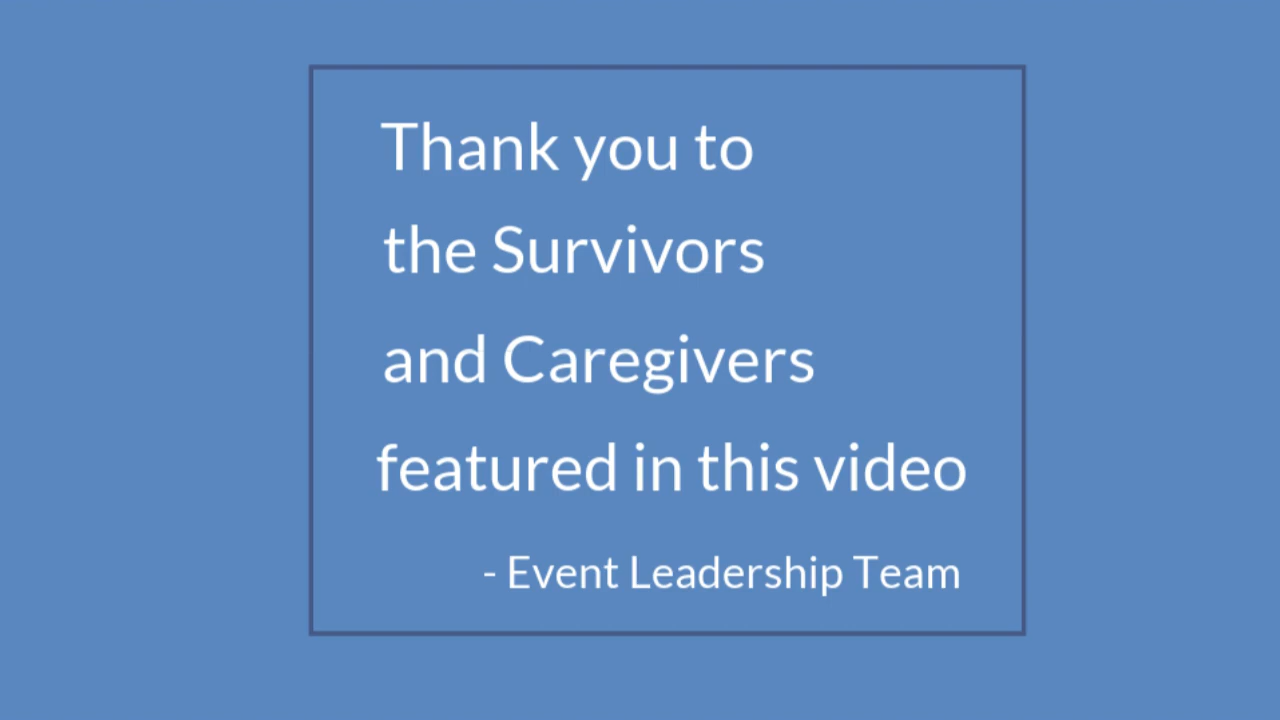 Thank you to
the Survivors
and Caregivers
featured in this video
- Event Leadership Team